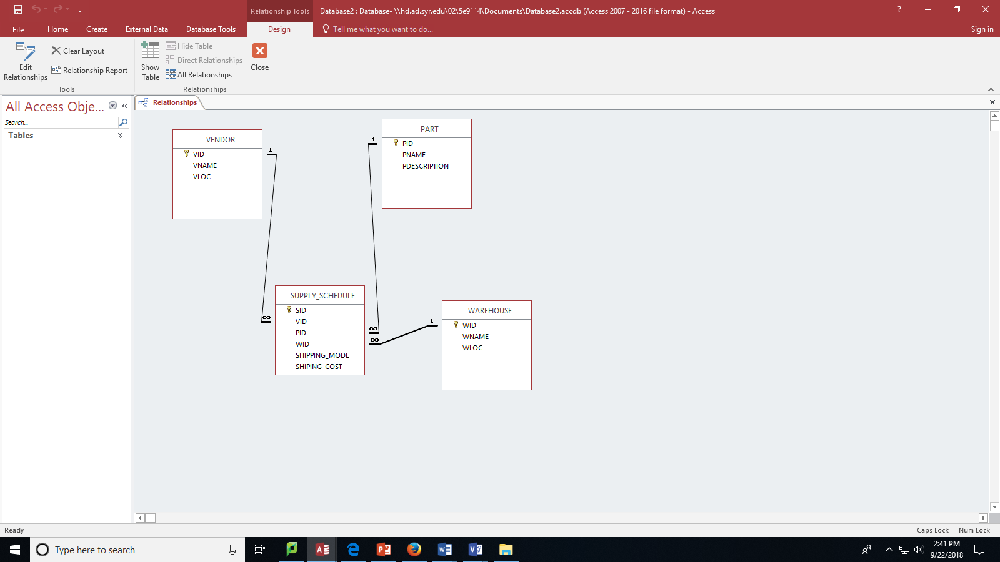 Relationship Tools
Database2 : Database- \\hd.ad.syr.edu\02\5e9114\Documents\Database2.accdb (Access 2007 - 2016 file format) - Access
?
File
Home
Create
External Data
Database Tools
Design
Tell me what you want to do...
Sign in
Edit Relationships
Clear Layout
Relationship Report
Tools
Show Table
Hide Table
Direct Relationships
All Relationships
Relationships
Close
All Access Obje...
Search...
Tables
Relationships
VENDOR
VID
VNAME
VLOC
1
PART
PID
PNAME
PDESCRIPTION
1
SUPPLY_SCHEDULE
SID
VID
PID
WID
SHIPPING_MODE
SHIPING_COST
∞
∞
∞
WAREHOUSE
WID
WNAME
WLOC
1
Ready
Caps Lock
Num Lock
Type here to search
2:41 PM
9/22/2018